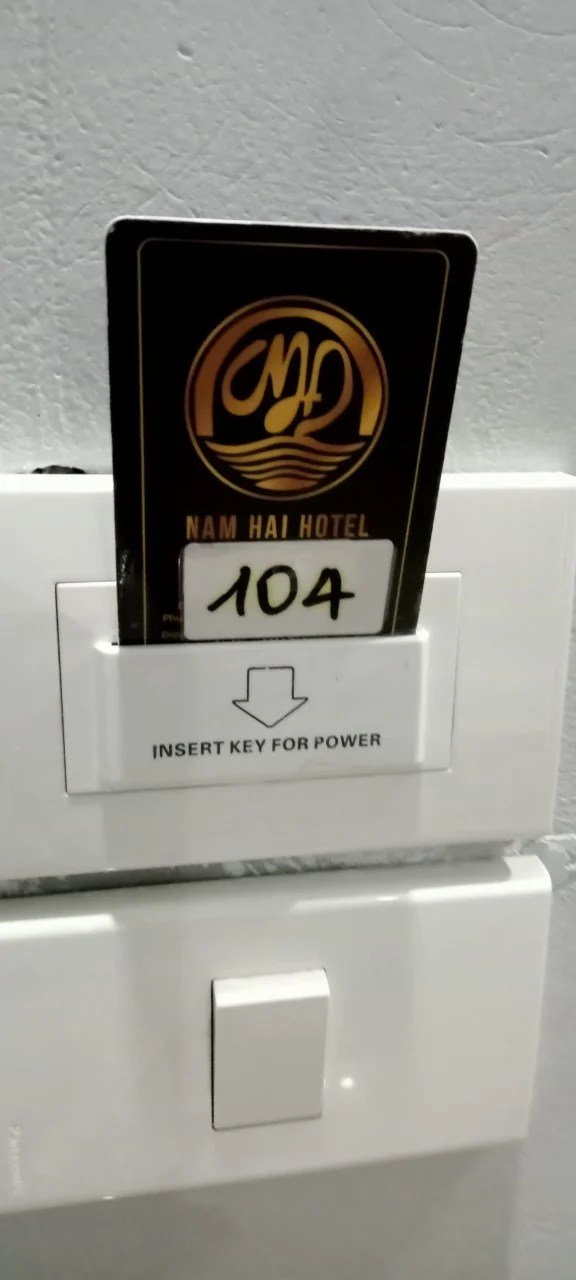 NAM HAI HOTEL
104
INSERT KEY FOR POWER